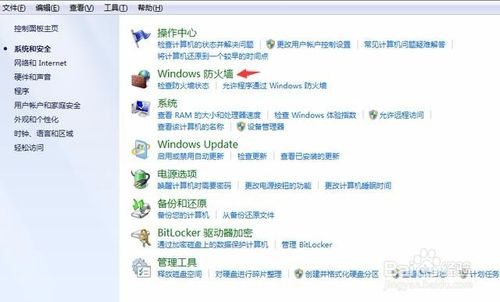 文件(F) 编辑(E) 查看(V) 工具(T) 帮助(H)
控制面板主页
系统和安全
网络和 Internet
硬件和声音
程序
用户帐户和家庭安全
外观和个性化
时钟、语言和区域
轻松访问
操作中心
检查计算机的状态并解决问题 更改用户帐户控制设置 常见计算机问题疑难解答
将计算机还原到一个较早的时间点
Windows 防火墙
检查防火墙状态 允许程序通过 Windows 防火墙
系统
查看 RAM 的大小和处理器速度 检查 Windows 体验指数 允许远程访问
查看该计算机的名称 设备管理器
Windows Update
启用或禁用自动更新 检查更新 查看已安装的更新
电源选项
唤醒计算机时需要密码 更改电源按钮的功能 更改计算机睡眠时间
备份和还原
备份您的计算机 从备份还原文件
BitLocker 驱动器加密
通过加密磁盘上的数据保护计算机 管理 BitLocker
管理工具
释放磁盘空间 对硬盘进行碎片整理 创建并格式化硬盘分区 计划任务
Baidu 经验